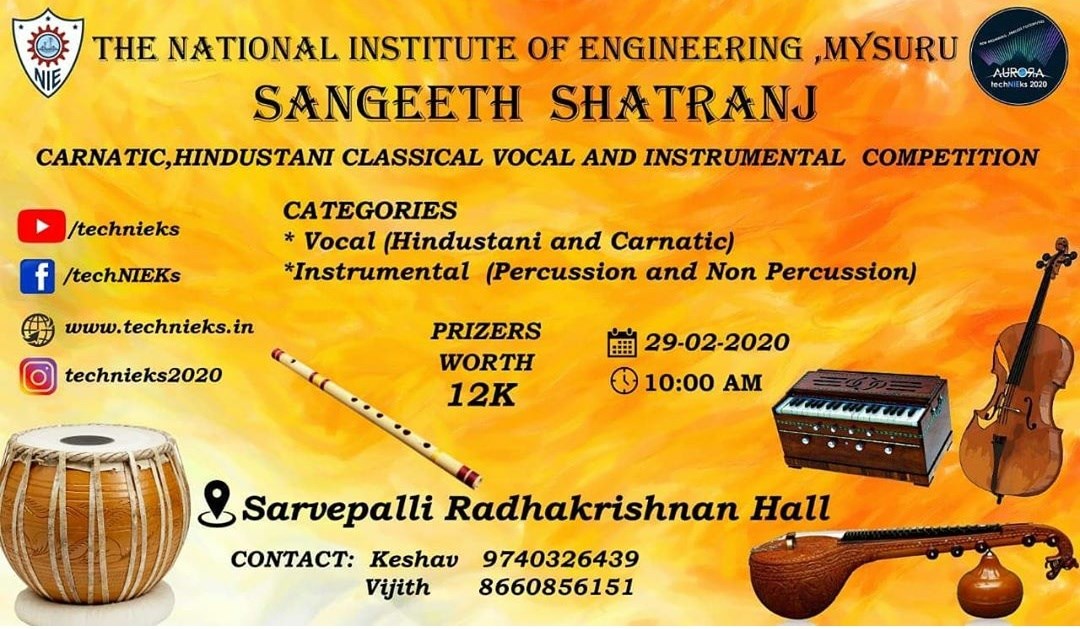 NIE
THE NATIONAL INSTITUTE OF ENGINEERING ,MYSURU
AURORA
techNIEks 2020
SANGEETH SHATRANJ
CARNATIC,HINDUSTANI CLASSICAL VOCAL AND INSTRUMENTAL COMPETITION
/technieks
/techNIEKs
www.technieks.in
technieks2020
CATEGORIES
* Vocal (Hindustani and Carnatic)
*Instrumental (Percussion and Non Percussion)
PRIZERS
WORTH
12K
29-02-2020
10:00 AM
Sarvepalli Radhakrishnan Hall
CONTACT: Keshav 9740326439
Vijith 8660856151